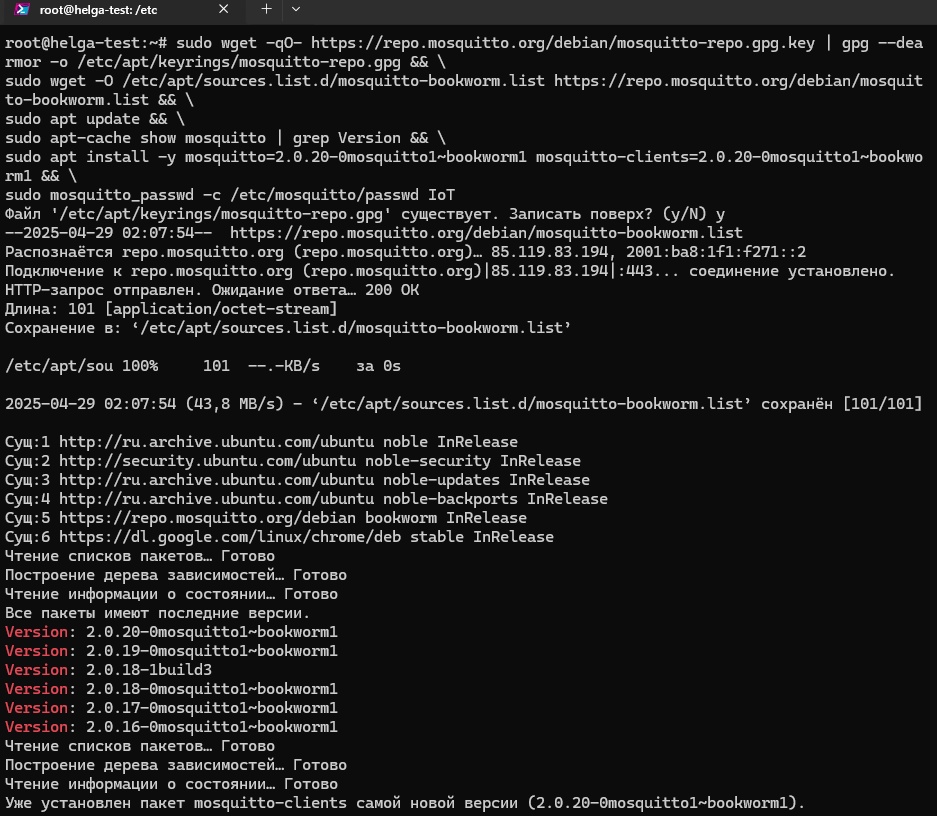 root@helga-test: /etc
root@helga-test:~# sudo wget -qO- https://repo.mosquitto.org/debian/mosquitto-repo.gpg.key | gpg --dea
rmor -o /etc/apt/keyrings/mosquitto-repo.gpg && \
sudo wget -O /etc/apt/sources.list.d/mosquitto-bookworm.list https://repo.mosquitto.org/debian/mosquit
to-bookworm.list && \
sudo apt update && \
sudo apt-cache show mosquitto | grep Version && \
sudo apt install -y mosquitto=2.0.20-0mosquitto1~bookworm1 mosquitto-clients=2.0.20-0mosquitto1~bookwo
rm1 && \
sudo mosquitto_passwd -c /etc/mosquitto/passwd IoT
Файл '/etc/apt/keyrings/mosquitto-repo.gpg' существует. Записать поверх? (y/N) y
--2025-04-29 02:07:54--  https://repo.mosquitto.org/debian/mosquitto-bookworm.list
Распознаётся repo.mosquitto.org (repo.mosquitto.org)… 85.119.83.194, 2001:ba8:1f1:f271::2
Подключение к repo.mosquitto.org (repo.mosquitto.org)|85.119.83.194|:443... соединение установлено.
HTTP-запрос отправлен. Ожидание ответа… 200 OK
Длина: 101 [application/octet-stream]
Сохранение в: ‘/etc/apt/sources.list.d/mosquitto-bookworm.list’
/etc/apt/sou 100%     101  --.-KB/s    за 0s
2025-04-29 02:07:54 (43,8 MB/s) - ‘/etc/apt/sources.list.d/mosquitto-bookworm.list’ сохранён [101/101]
Сущ:1 http://ru.archive.ubuntu.com/ubuntu noble InRelease
Сущ:2 http://security.ubuntu.com/ubuntu noble-security InRelease
Сущ:3 http://ru.archive.ubuntu.com/ubuntu noble-updates InRelease
Сущ:4 http://ru.archive.ubuntu.com/ubuntu noble-backports InRelease
Сущ:5 https://repo.mosquitto.org/debian bookworm InRelease
Сущ:6 https://dl.google.com/linux/chrome/deb stable InRelease
Чтение списков пакетов… Готово
Построение дерева зависимостей… Готово
Чтение информации о состоянии… Готово
Все пакеты имеют последние версии.
Version: 2.0.20-0mosquitto1~bookworm1
Version: 2.0.19-0mosquitto1~bookworm1
Version: 2.0.18-1build3
Version: 2.0.18-0mosquitto1~bookworm1
Version: 2.0.17-0mosquitto1~bookworm1
Version: 2.0.16-0mosquitto1~bookworm1
Чтение списков пакетов… Готово
Построение дерева зависимостей… Готово
Чтение информации о состоянии… Готово
Уже установлен пакет mosquitto-clients самой новой версии (2.0.20-0mosquitto1~bookworm1).